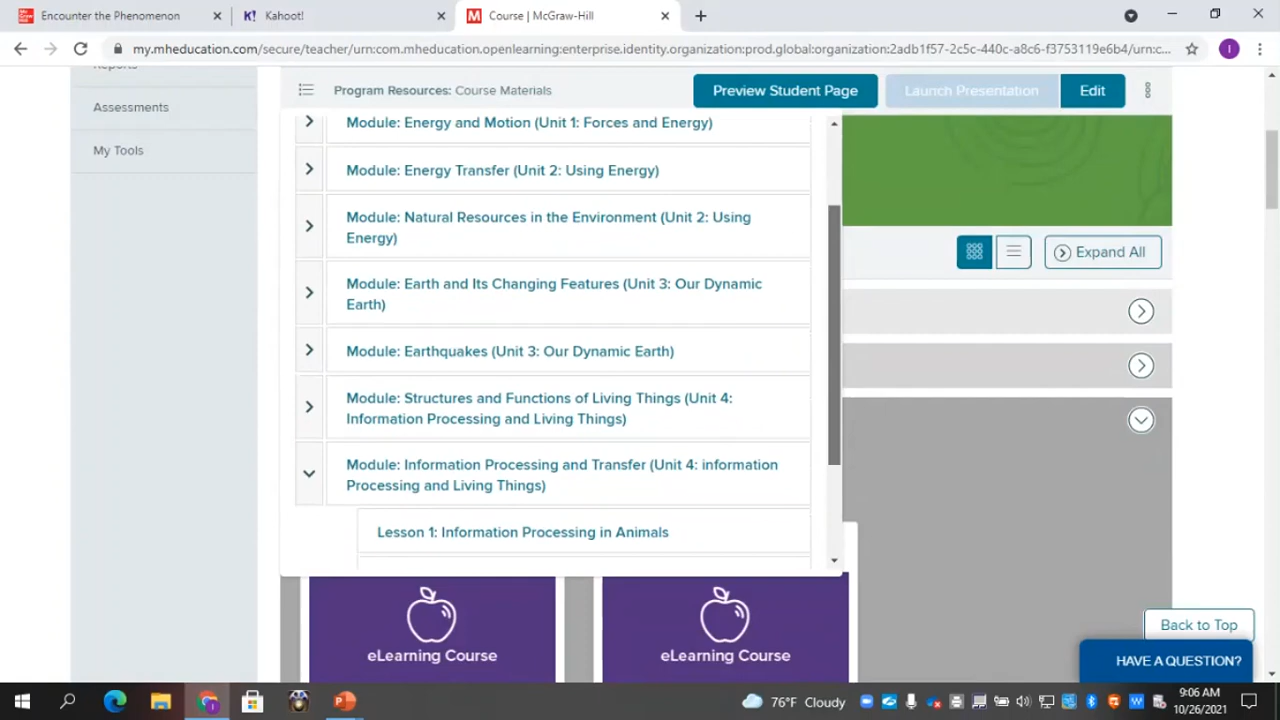 Encounter the Phenomenon
K! Kahoot!
M Course | McGraw-Hill
my.mheducation.com/secure/teacher/urn:com.mheducation.openlearning:enterprise.identity.organization:prod.global:organization:2adb1f57-2c5c-440c-a8c6-f3753119e6b4/urn:c...
I
Reports
Assessments
My Tools
Program Resources: Course Materials
Preview Student Page
Launch Presentation
Edit
Module: Energy and Motion (Unit 1: Forces and Energy)
Module: Energy Transfer (Unit 2: Using Energy)
Module: Natural Resources in the Environment (Unit 2: Using
Energy)
Expand All
Module: Earth and Its Changing Features (Unit 3: Our Dynamic
Earth)
Module: Earthquakes (Unit 3: Our Dynamic Earth)
Module: Structures and Functions of Living Things (Unit 4:
Information Processing and Living Things)
Module: Information Processing and Transfer (Unit 4: information
Processing and Living Things)
Lesson 1: Information Processing in Animals
eLearning Course
eLearning Course
Back to Top
HAVE A QUESTION?
76°F Cloudy
9:06 AM
10/26/2021